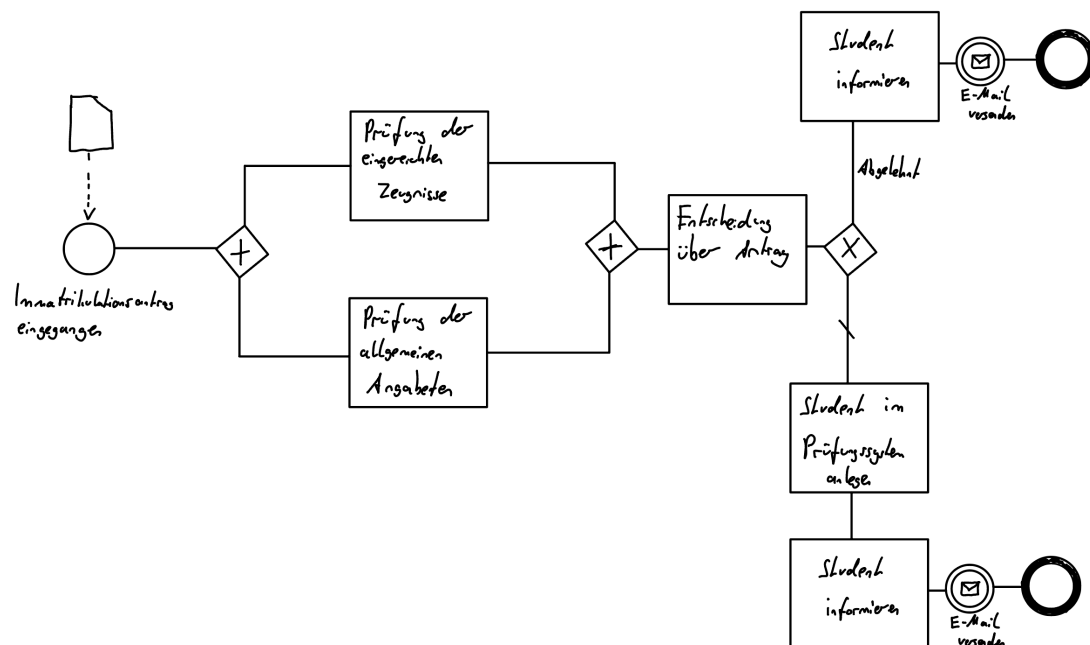 Student
informieren
E-Mail
versenden
Prüfung der
eingereichten
Zeugnisse
Abgelehnt
Entscheidung
über Antrag
Immatrikulationsantrag
eingegangen
Prüfung der
allgemeinen
Angabeten
Student im
Prüfungssystem
anlegen
Student
informieren
E-Mail
versenden